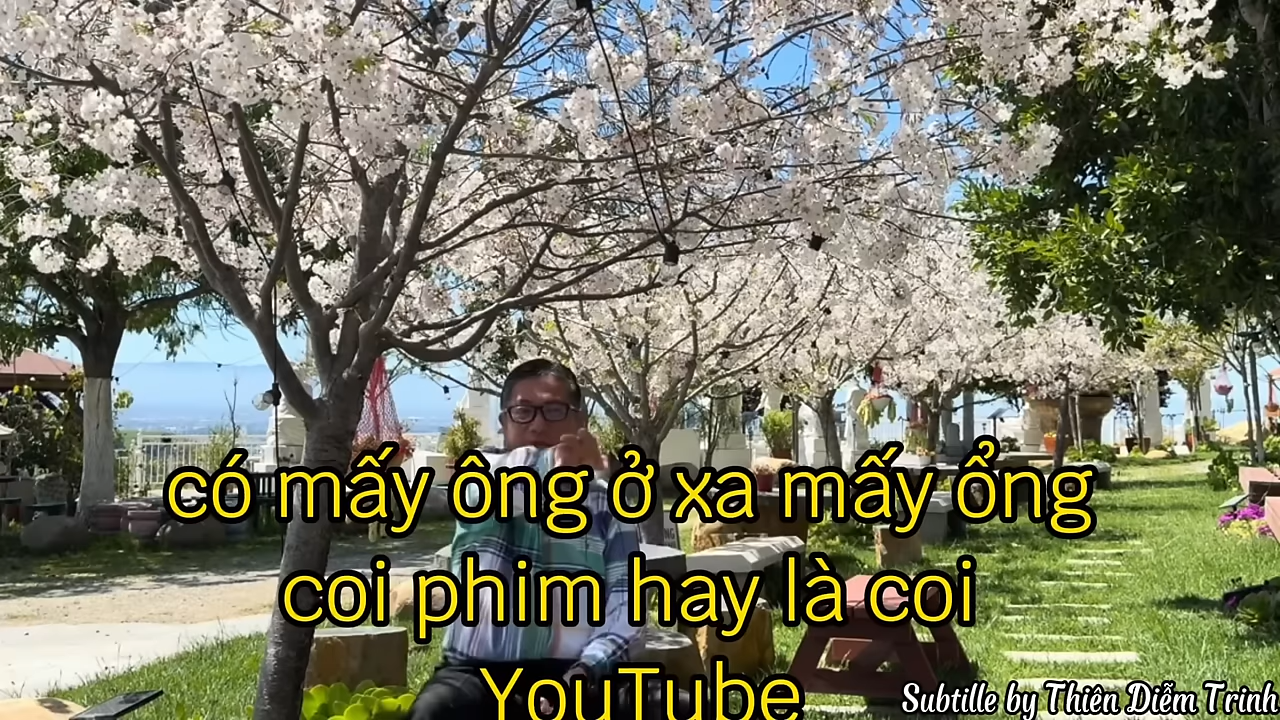 có mấy ông ở xa mấy ổng
coi phim hay là coi
YouTube
Subtille by Thiên Diễm Trinh